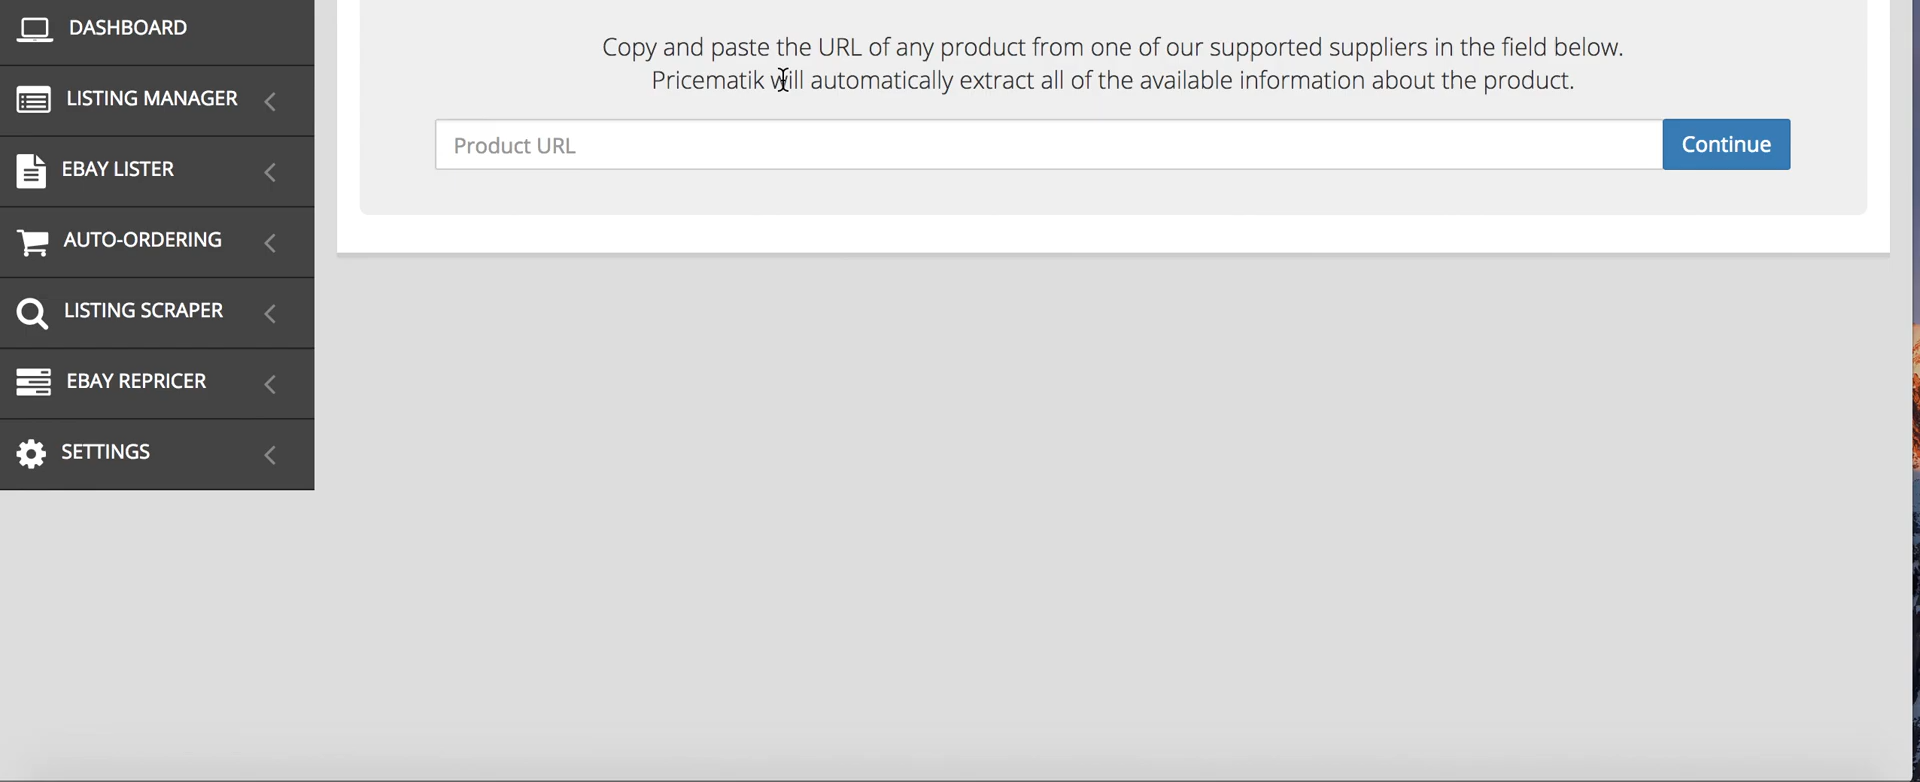 DASHBOARD
LISTING MANAGER
EBAY LISTER
AUTO-ORDERING
LISTING SCRAPER
EBAY REPRICER
SETTINGS
Copy and paste the URL of any product from one of our supported suppliers in the field below.
Pricematik will automatically extract all of the available information about the product.
Product URL
Continue